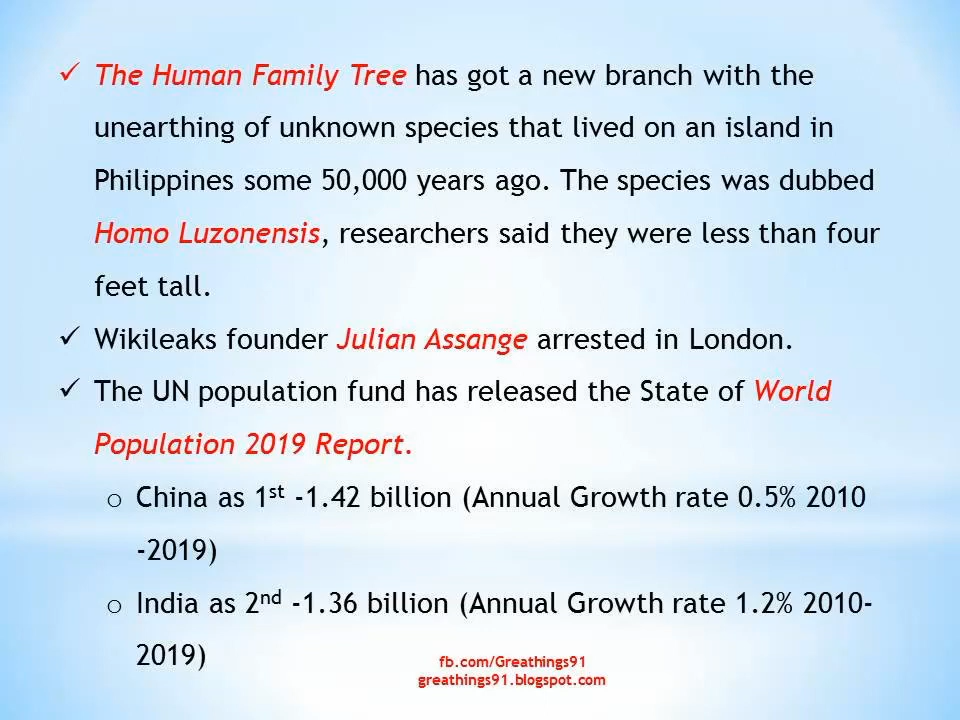 ✓ The Human Family Tree has got a new branch with the
unearthing of unknown species that lived on an island in
Philippines some 50,000 years ago. The species was dubbed
Homo Luzonensis, researchers said they were less than four
feet tall.
✓ Wikileaks founder Julian Assange arrested in London.
✓ The UN population fund has released the State of World
Population 2019 Report.
o China as 1st -1.42 billion (Annual Growth rate 0.5% 2010
-2019)
o India as 2nd -1.36 billion (Annual Growth rate 1.2% 2010-
2019)
fb.com/Greathings91
greathings91.blogspot.com